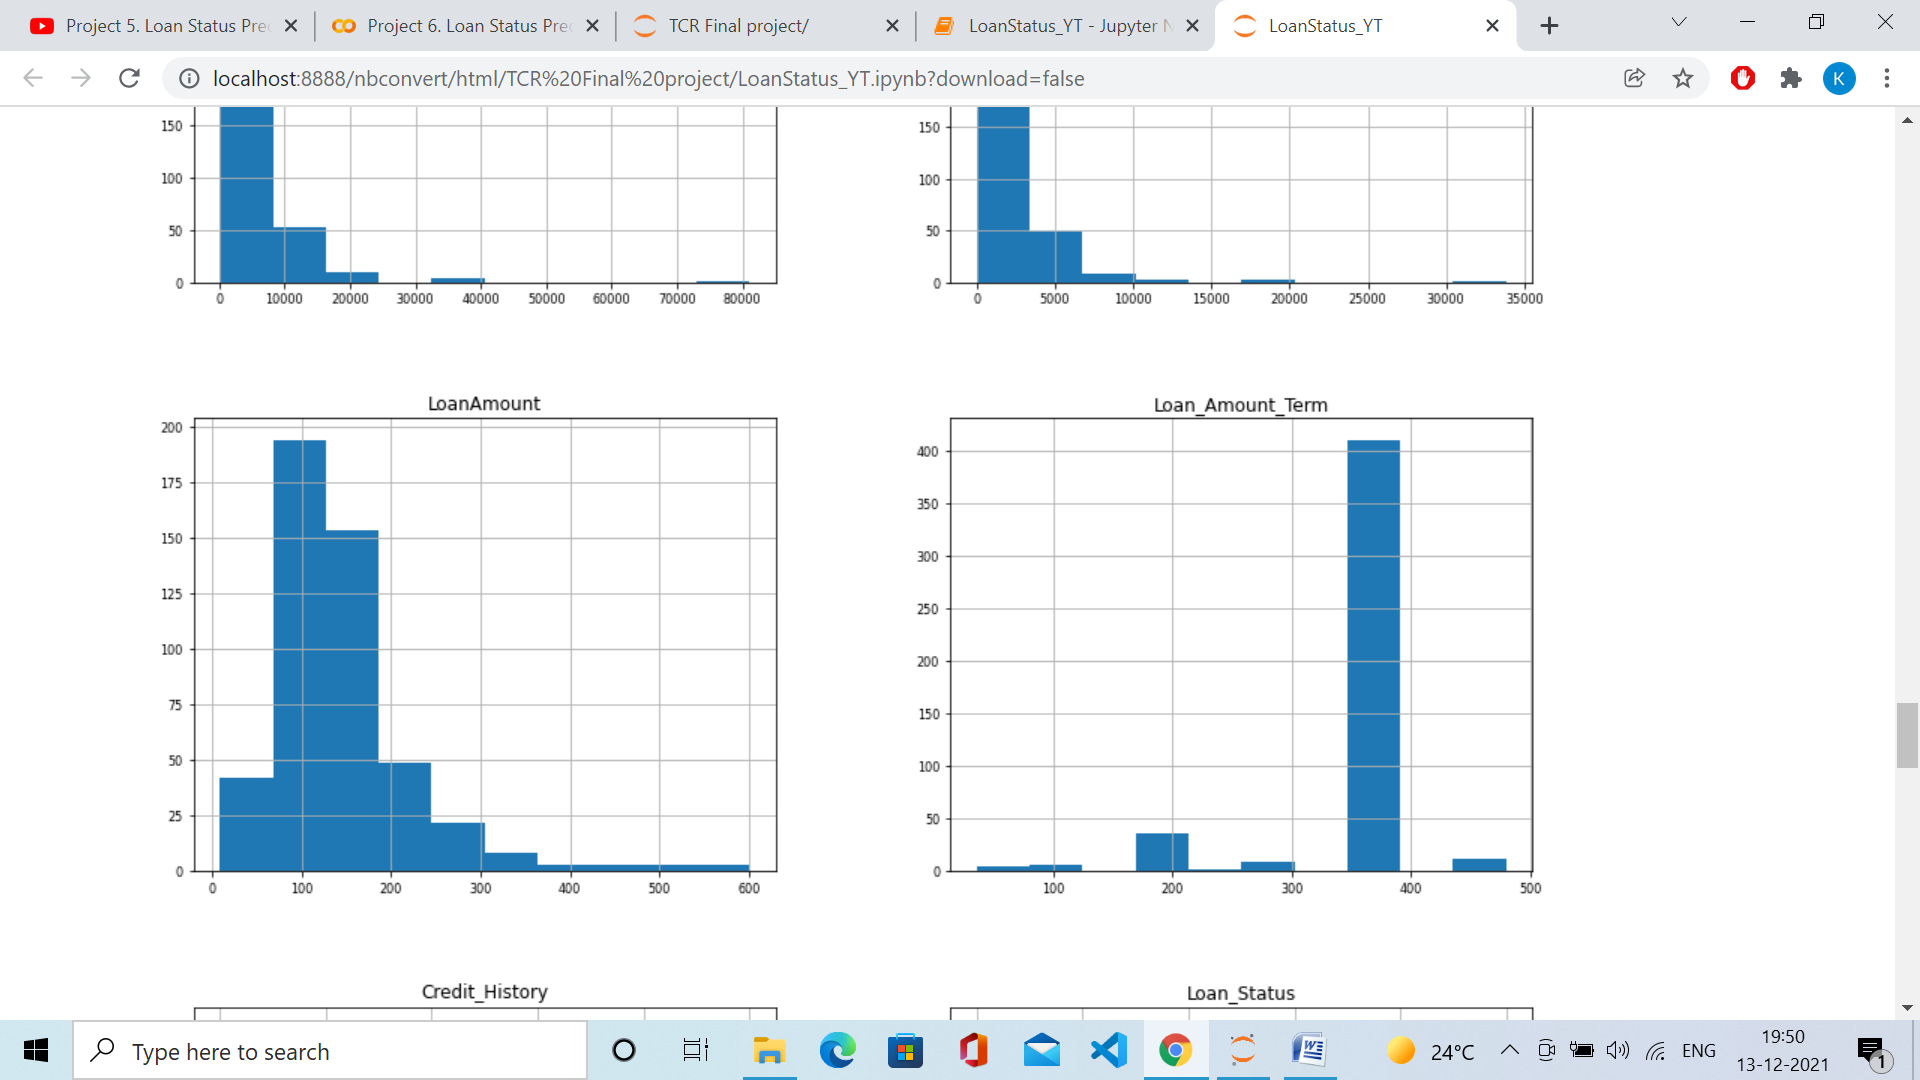 Project 5. Loan Status Pre
Project 6. Loan Status Pre
TCR Final project/
LoanStatus_YT - Jupyter N
LoanStatus_YT
localhost:8888/nbconvert/html/TCR%20Final%20project/LoanStatus_YT.ipynb?download=false
K
150
100
50
0
0 10000 20000 30000 40000 50000 60000 70000 80000
150
100
50
0
0 5000 10000 15000 20000 25000 30000 35000
LoanAmount
200
175
150
125
100
75
50
25
0
0 100 200 300 400 500 600
Loan_Amount_Term
400
350
300
250
200
150
100
50
0
100 200 300 400 500
Credit_History
Loan_Status
Type here to search
24°C
ENG
19:50
13-12-2021
1